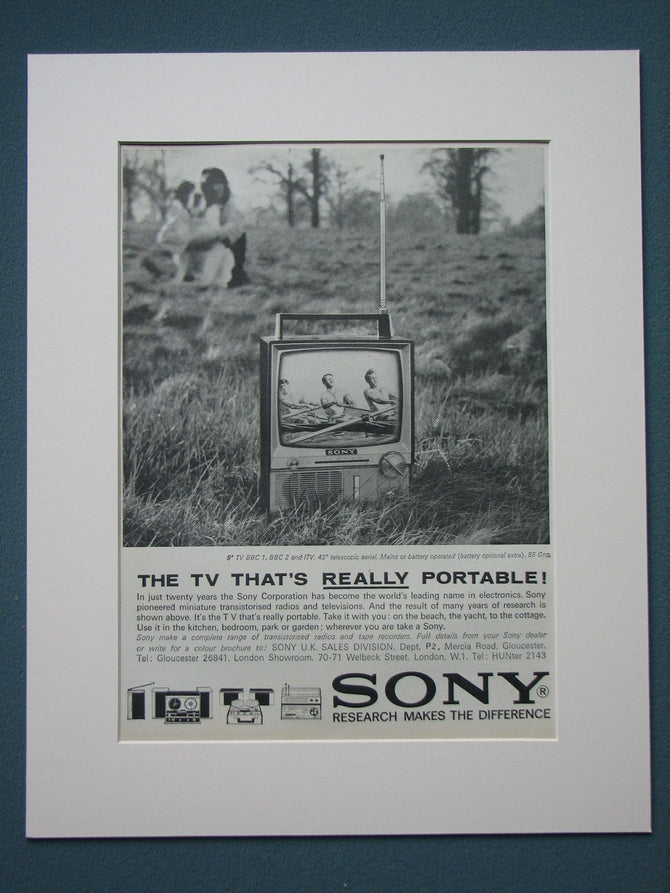 SONY
9" TV BBC 1, BBC 2 and ITV. 43" telescopic aerial. Mains or battery operated (battery optional extra). 85 Gns.
THE TV THAT'S REALLY PORTABLE!
In just twenty years the Sony Corporation has become the world's leading name in electronics. Sony
pioneered miniature transistorised radios and televisions. And the result of many years of research is
shown above. It's the TV that's really portable. Take it with you: on the beach, the yacht, to the cottage.
Use it in the kitchen, bedroom, park or garden; wherever you are take a Sony.
Sony make a complete range of transistorised radios and tape recorders. Full details from your Sony dealer
or write for a colour brochure to: SONY U.K. SALES DIVISION, Dept. P2, Mercia Road, Gloucester.
Tel: Gloucester 26841. London Showroom. 70-71 Welbeck Street, London, W.1. Tel: HUNter 2143
SONY®
RESEARCH MAKES THE DIFFERENCE